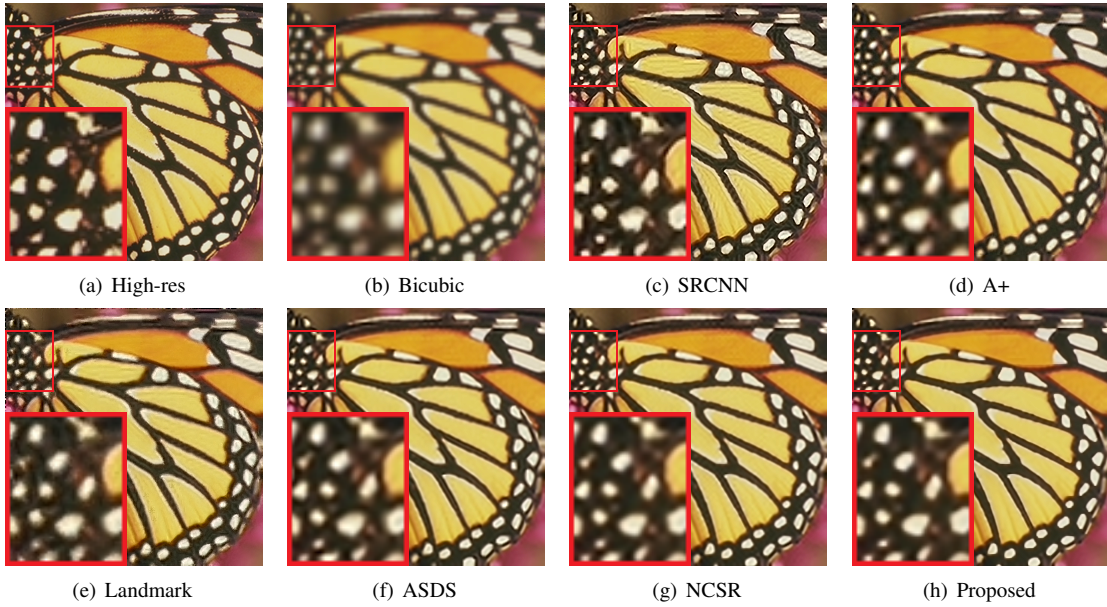 (a) High-res
(b) Bicubic
(c) SRCNN
(d) A+
(e) Landmark
(f) ASDS
(g) NCSR
(h) Proposed